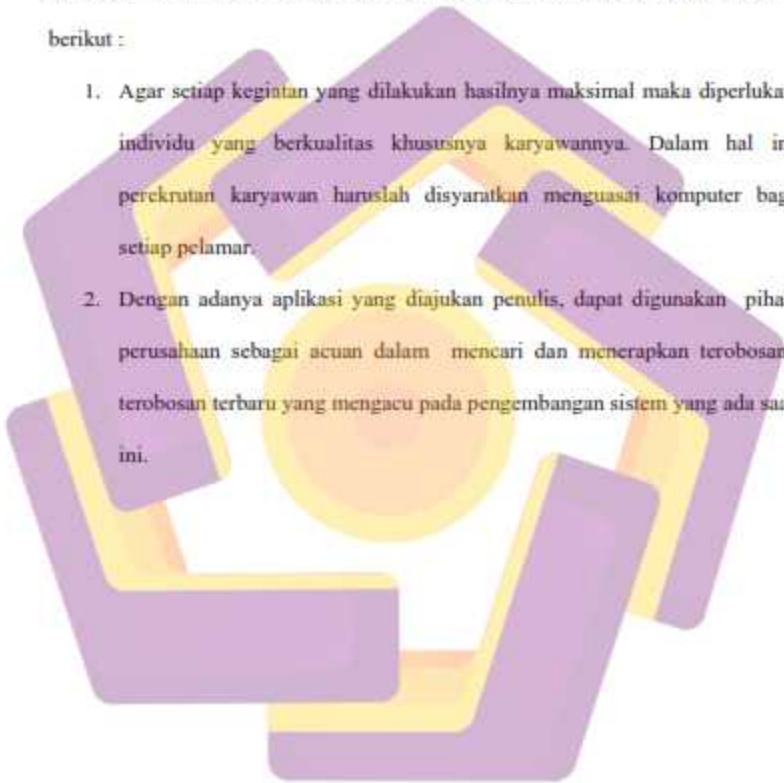 berikut :
1. Agar setiap kegiatan yang dilakukan hasilnya maksimal maka diperluka
individu yang berkualitas khususnya karyawannya. Dalam hal in
perekrutan karyawan haruslah disyaratkan menguasai komputer bag
setiap pelamar.
2. Dengan adanya aplikasi yang diajukan penulis, dapat digunakan piha
perusahaan sebagai acuan dalam mencari dan menerapkan terobosan
terobosan terbaru yang mengacu pada pengembangan sistem yang ada saa
ini.